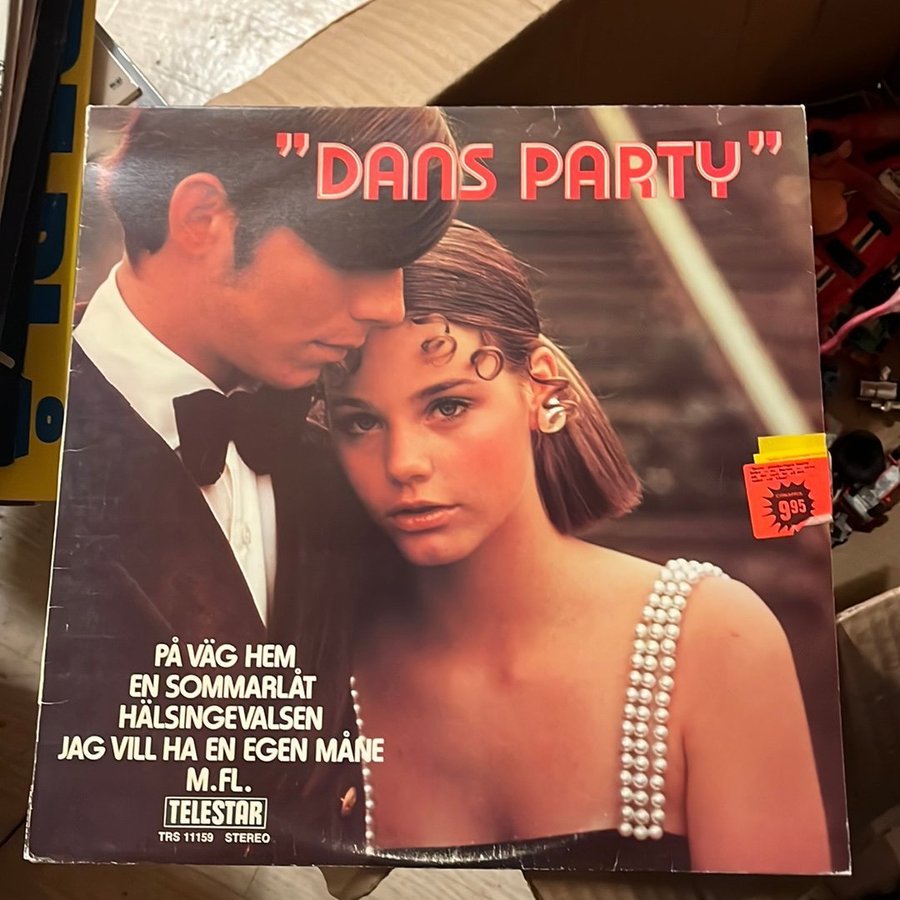 "DANS PARTY"
9.95
PÅ VÄG HEM
EN SOMMARLÅT
HÄLSINGEVALSEN
JAG VILL HA EN EGEN MÅNE
M.FL.
TELESTAR
TRS 11159 STEREO